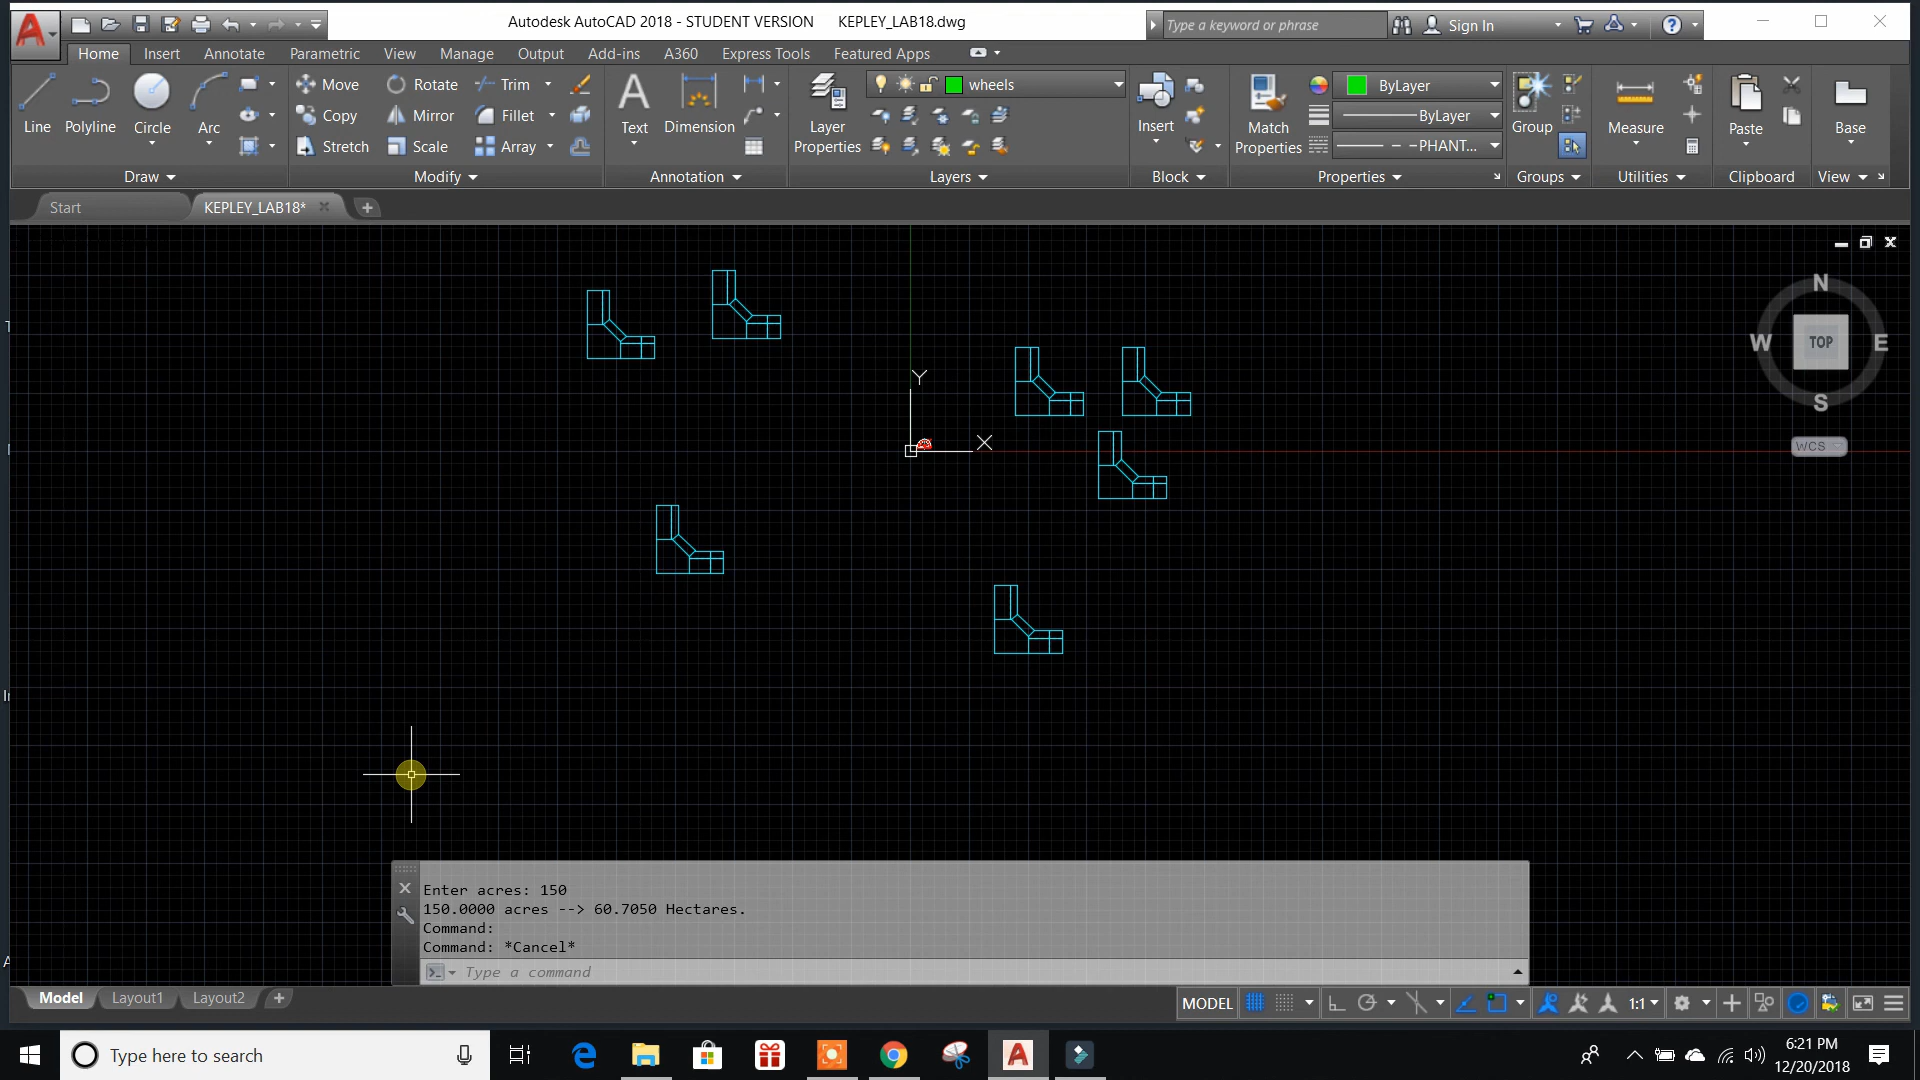 Autodesk AutoCAD 2018 - STUDENT VERSION KEPLEY_LAB18.dwg
Type a keyword or phrase
Sign In
Home Insert Annotate Parametric View Manage Output Add-ins A360 Express Tools Featured Apps
Line Polyline Circle Arc
Move Rotate Trim
Copy Mirror Fillet
Stretch Scale Array
Text Dimension
Layer Properties
wheels
Insert
Match Properties
ByLayer
ByLayer
PHANT...
Group
Measure
Paste
Base
Draw Modify Annotation Layers Block Properties Groups Utilities Clipboard View
Start KEPLEY_LAB18*
N
W TOP E
S
WCS
Y
X
Enter acres: 150
150.0000 acres --> 60.7050 Hectares.
Command:
Command: *Cancel*
Type a command
Model Layout1 Layout2
MODEL 1:1
Type here to search
6:21 PM
12/20/2018